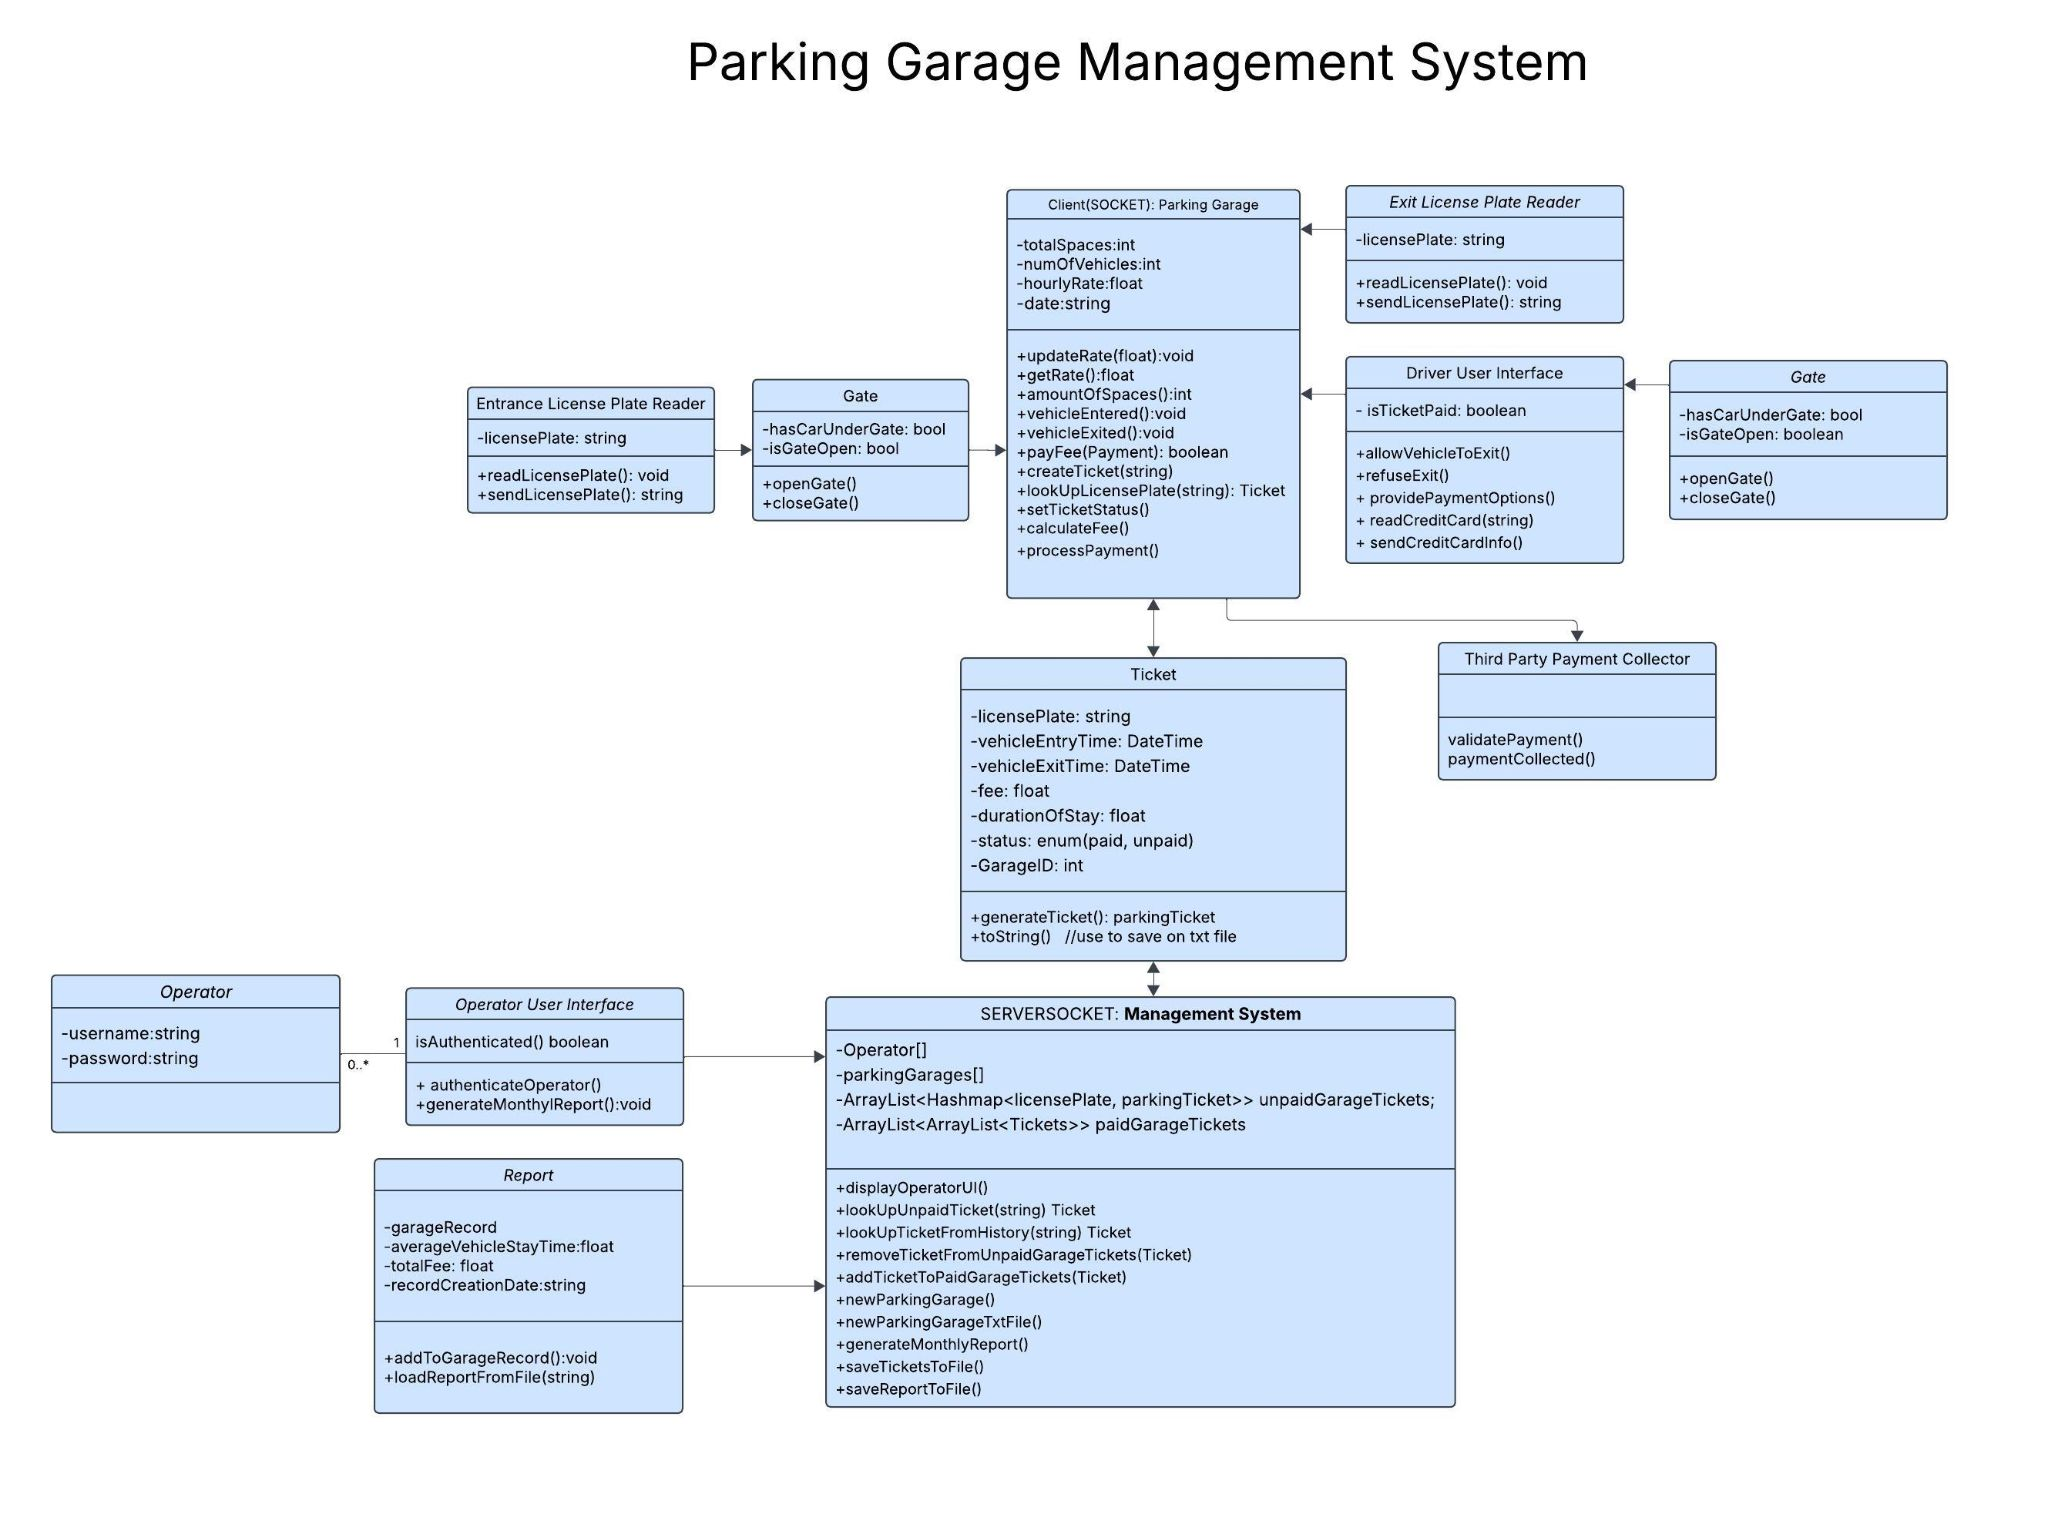 Parking Garage Management System
Client(SOCKET): Parking Garage
-totalSpaces:int
-numOfVehicles:int
-hourlyRate:float
-date:string
+updateRate(float):void
+getRate():float
+amountOfSpaces():int
+vehicleEntered():void
+vehicleExited():void
+payFee(Payment): boolean
+createTicket(string)
+lookUpLicensePlate(string): Ticket
+setTicketStatus()
+calculateFee()
+processPayment()
Exit License Plate Reader
-licensePlate: string
+readLicensePlate(): void
+sendLicensePlate(): string
Entrance License Plate Reader
-licensePlate: string
+readLicensePlate(): void
+sendLicensePlate(): string
Gate
-hasCarUnderGate: bool
-isGateOpen: bool
+openGate()
+closeGate()
Driver User Interface
- isTicketPaid: boolean
+allowVehicleToExit()
+refuseExit()
+ providePaymentOptions()
+ readCreditCard(string)
+ sendCreditCardInfo()
Gate
-hasCarUnderGate: bool
-isGateOpen: boolean
+openGate()
+closeGate()
Third Party Payment Collector
validatePayment()
paymentCollected()
Ticket
-licensePlate: string
-vehicleEntryTime: DateTime
-vehicleExitTime: DateTime
-fee: float
-durationOfStay: float
-status: enum(paid, unpaid)
-GarageID: int
+generateTicket(): parkingTicket
+toString() //use to save on txt file
Operator
-username:string
-password:string
1
0..*
Operator User Interface
isAuthenticated() boolean
+ authenticateOperator()
+generateMonthylReport():void
SERVERSOCKET: Management System
-Operator[]
-parkingGarages[]
-ArrayList<Hashmap<licensePlate, parkingTicket>> unpaidGarageTickets;
-ArrayList<ArrayList<Tickets>> paidGarageTickets
+displayOperatorUI()
+lookUpUnpaidTicket(string) Ticket
+lookUpTicketFromHistory(string) Ticket
+removeTicketFromUnpaidGarageTickets(Ticket)
+addTicketToPaidGarageTickets(Ticket)
+newParkingGarage()
+newParkingGarageTxtFile()
+generateMonthlyReport()
+saveTicketsToFile()
+saveReportToFile()
Report
-garageRecord
-averageVehicleStayTime:float
-totalFee: float
-recordCreationDate:string
+addToGarageRecord():void
+loadReportFromFile(string)